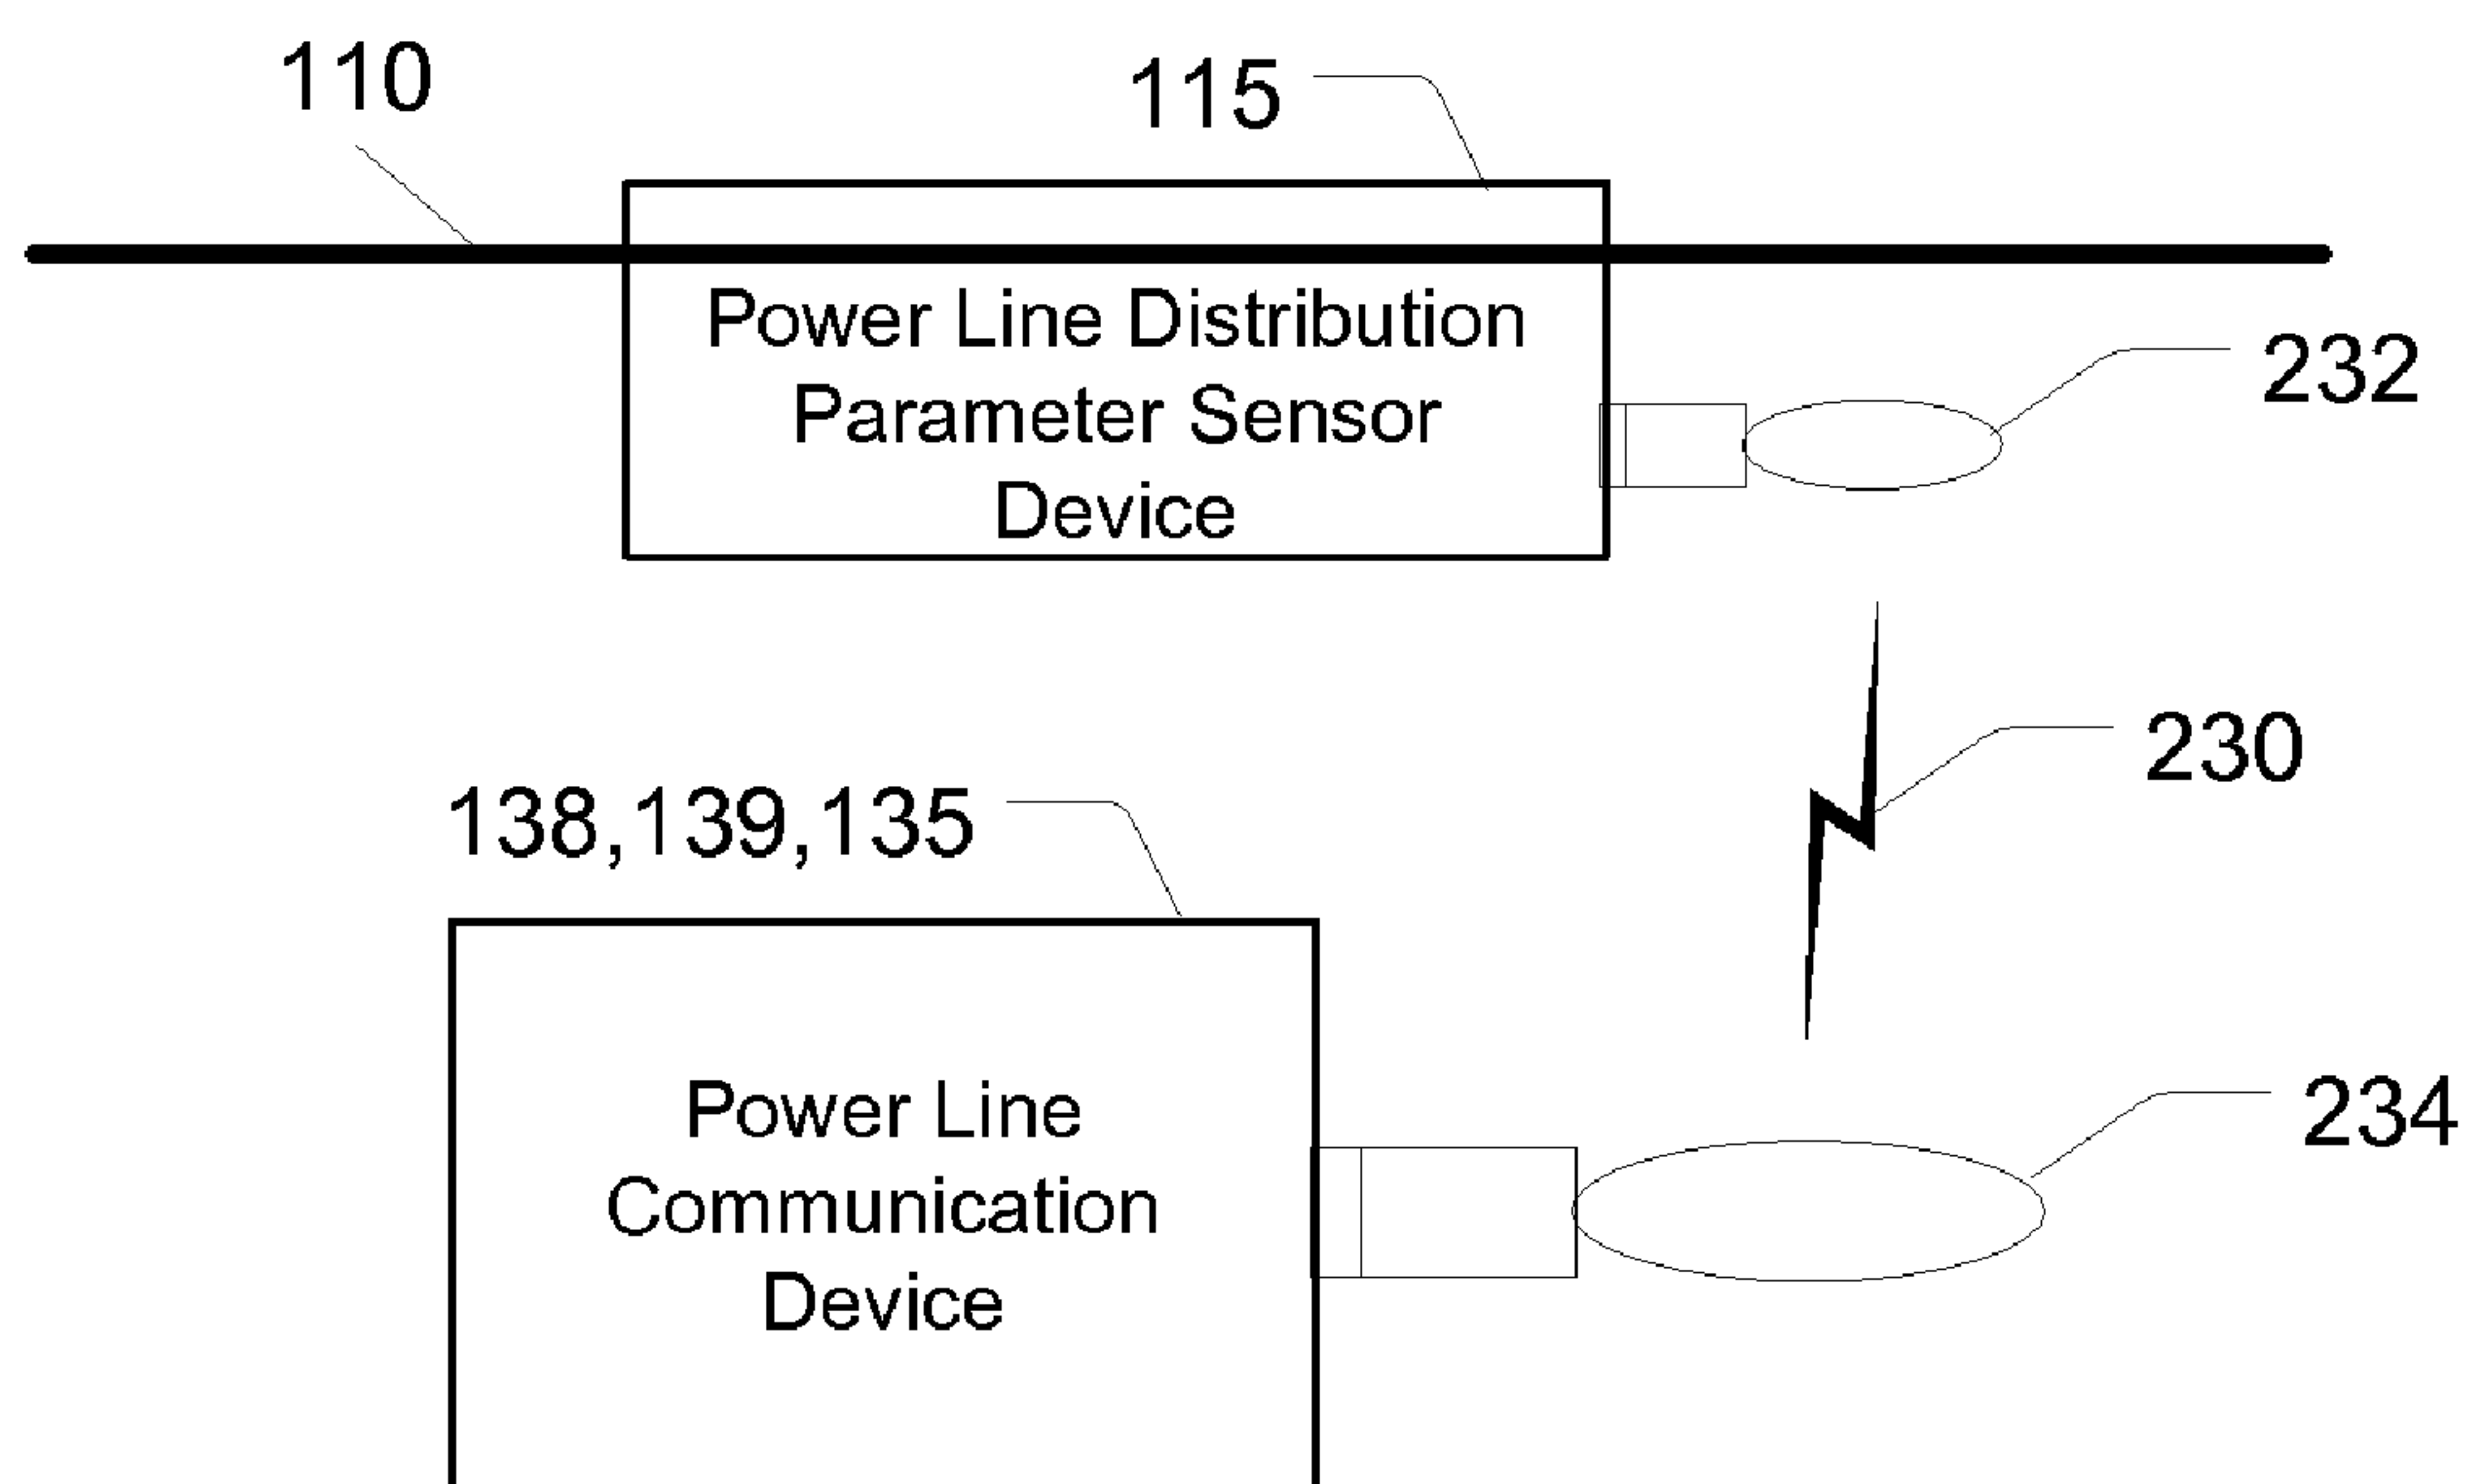 110
115
Power Line Distribution
Parameter Sensor
Device
232
230
138,139,135
Power Line
Communication
Device
234